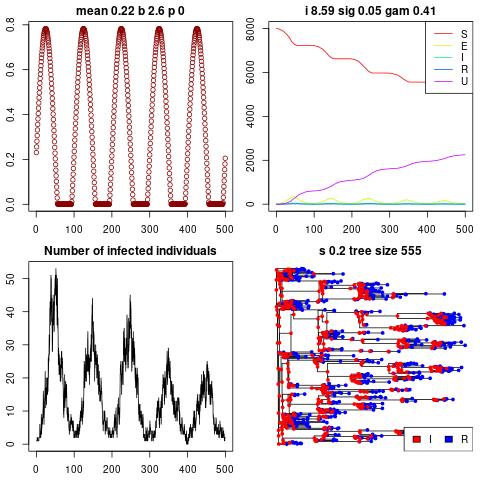 mean 0.22 b 2.6 p 0
0.0 0.2 0.4 0.6 0.8
0 100 200 300 400 500
i 8.59 sig 0.05 gam 0.41
0 2000 4000 6000 8000
S
E
I
R
U
0 100 200 300 400 500
Number of infected individuals
0 10 20 30 40 50
0 100 200 300 400 500
s 0.2 tree size 555
I R